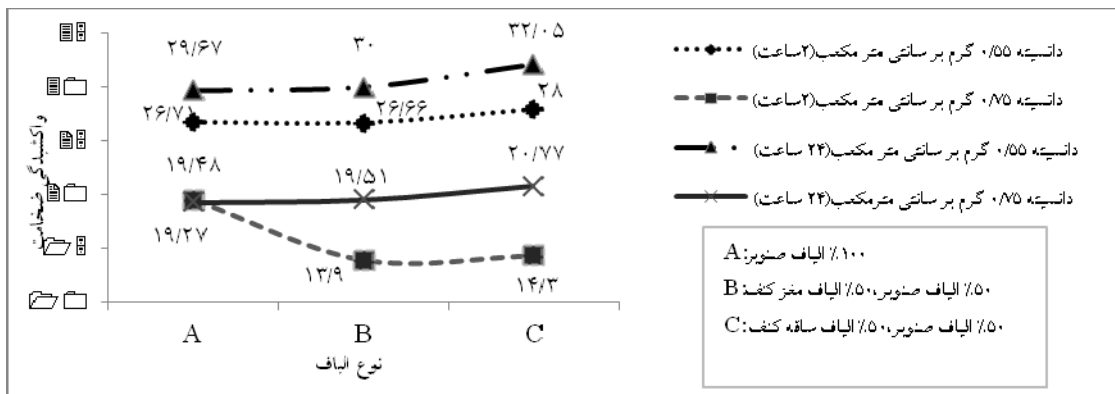 ۳۲/۰۵
۳۰
۲۹/۶۷
۲۸
۲۶/۶۶
۲۶/۷۱
۲۰/۷۷
۱۹/۵۱
۱۹/۴۸
۱۹/۲۷
۱۴/۳
۱۳/۹
واکشیدگی ضخامت
A B C
نوع الیاف
دانسیته ۰/۵۵ گرم بر سانتی متر مکعب(۲ساعت)
دانسیته ۰/۷۵ گرم بر سانتی متر مکعب(۲ساعت)
دانسیته ۰/۵۵ گرم بر سانتی متر مکعب(۲۴ ساعت)
دانسیته ۰/۷۵ گرم بر سانتی مترمکعب(۲۴ ساعت)
A:۱۰۰٪ الیاف صنوبر
B:۵۰٪ الیاف صنوبر،۵۰٪ الیاف مغز کنف
C:۵۰٪ الیاف صنوبر،۵۰٪ الیاف ساقه کنف